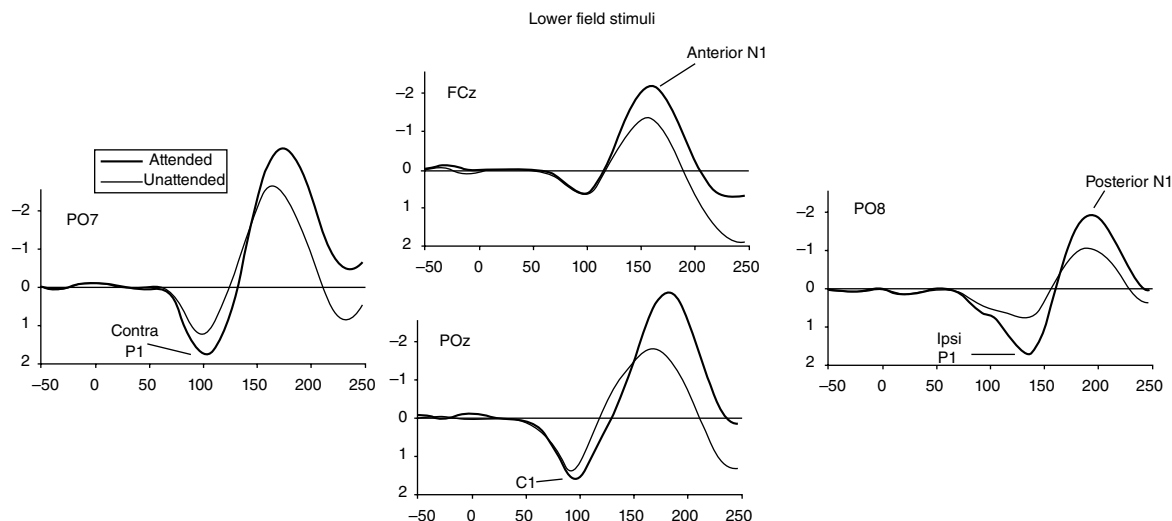 Lower field stimuli
Attended
Unattended
PO7
Contra
P1
−2
−1
0
1
2
−50 0 50 100 150 200 250
FCz
Anterior N1
−2
−1
0
1
2
−50 0 50 100 150 200 250
POz
C1
−2
−1
0
1
2
−50 0 50 100 150 200 250
PO8
Posterior N1
Ipsi
P1
−2
−1
0
1
2
−50 0 50 100 150 200 250